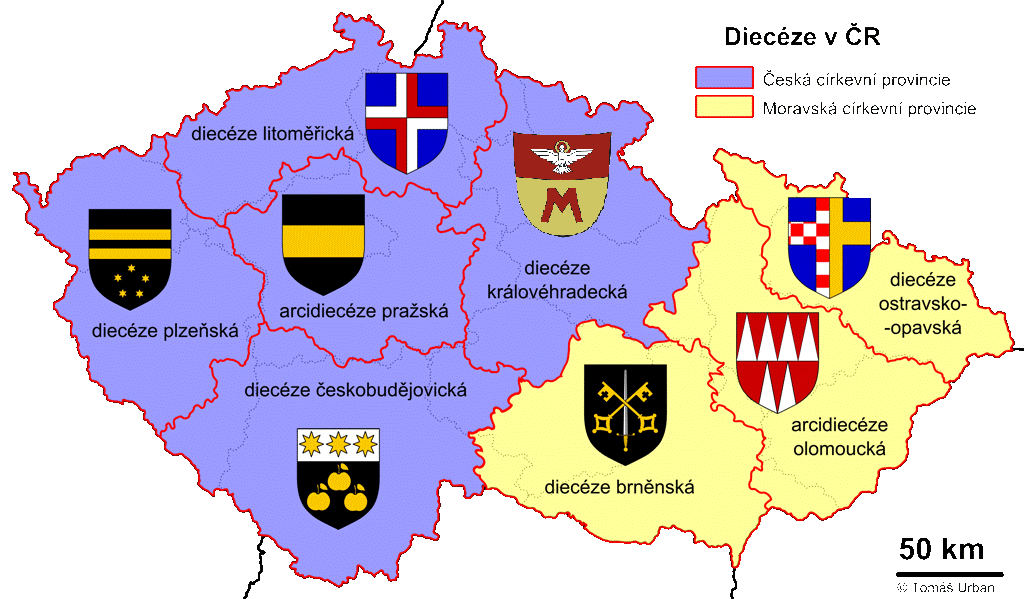 Diecéze v ČR
Česká církevní provincie
Moravská církevní provincie
diecéze litoměřická
M
diecéze
královéhradecká
diecéze plzeňská
arcidiecéze pražská
diecéze
ostravsko-
-opavská
diecéze českobudějovická
arcidiecéze
olomoucká
diecéze brněnská
50 km
© Tomáš Urban